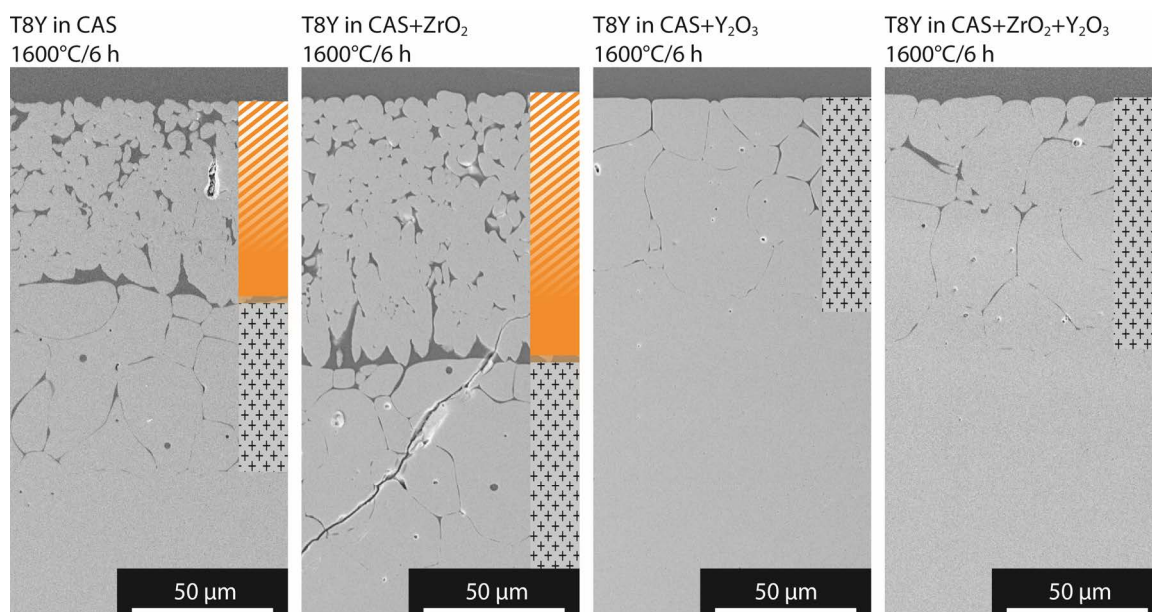 T8Y in CAS
1600°C/6 h
T8Y in CAS+ZrO₂
1600°C/6 h
T8Y in CAS+Y₂O₃
1600°C/6 h
T8Y in CAS+ZrO₂+Y₂O₃
1600°C/6 h
50 µm
50 µm
50 µm
50 µm